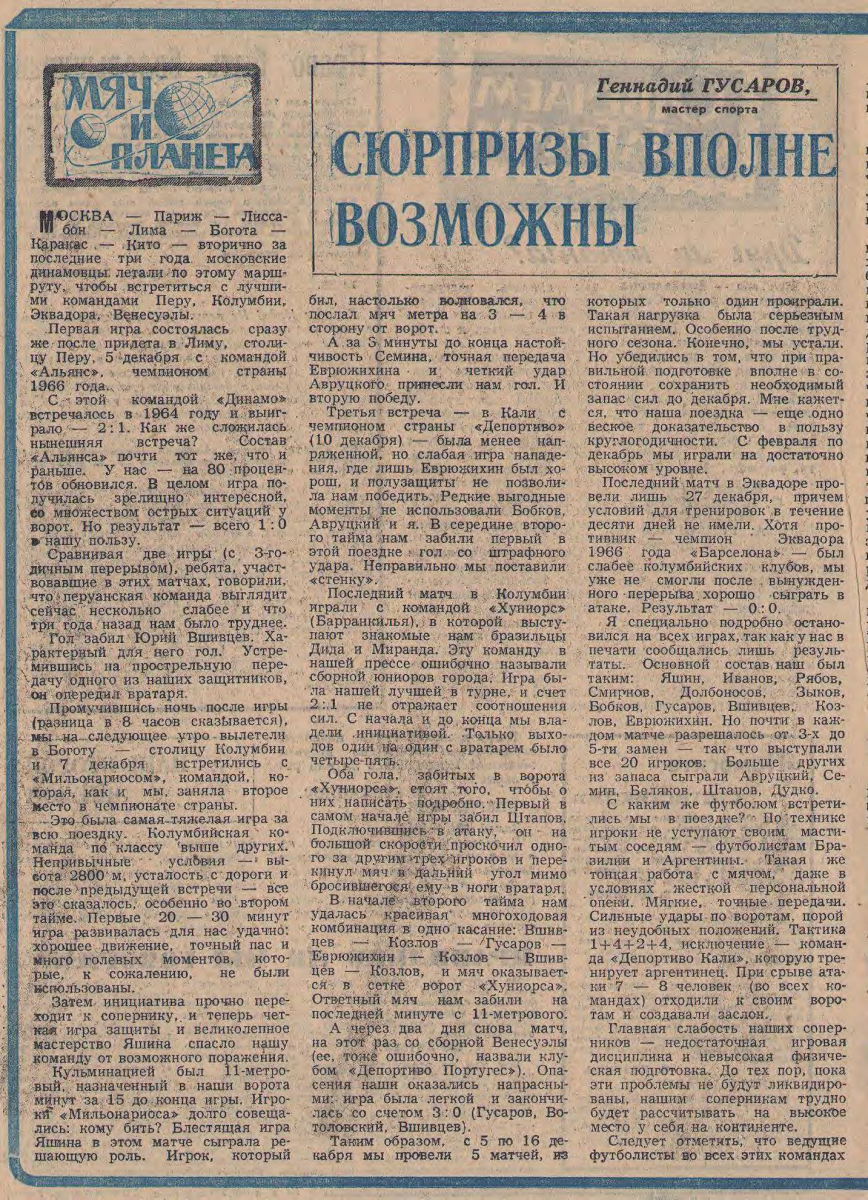 МЯЧ
И
ПЛАНЕТА
Геннадий ГУСАРОВ,
мастер спорта
СЮРПРИЗЫ ВПОЛНЕ
ВОЗМОЖНЫ
МОСКВА — Париж — Лисса-
бон — Лима — Богота —
Каракас — Кито — вторично за
последние три года московские
динамовцы летали по этому марш-
руту, чтобы встретиться с лучши-
ми командами Перу, Колумбии,
Эквадора, Венесуэлы.
Первая игра состоялась сразу
же после прилета в Лиму, столи-
цу Перу, 5 декабря с командой
«Альянс», чемпионом страны
1966 года.
С этой командой «Динамо»
встречалось в 1964 году и выиг-
рало — 2:1. Как же сложилась
нынешняя встреча? Состав
«Альянса» почти тот же, что и
раньше. У нас — на 80 процен-
тов обновился. В целом игра по-
лучилась зрелищно интересной,
со множеством острых ситуаций у
ворот. Но результат — всего 1:0
в нашу пользу.
Сравнивая две игры (с 3-го-
дичным перерывом), ребята, участ-
вовавшие в этих матчах, говорили,
что перуанская команда выглядит
сейчас несколько слабее и что
три года назад нам было труднее.
Гол забил Юрий Вшивцев. Ха-
рактерный для него гол. Устре-
мившись на прострельную пере-
дачу одного из наших защитников,
он опередил вратаря.
Промучившись ночь после игры
(разница в 8 часов сказывается),
мы на следующее утро вылетели
в Боготу — столицу Колумбии
и 7 декабря встретились с
«Мильонариосом», командой, ко-
торая, как и мы, заняла второе
место в чемпионате страны.
Это была самая тяжелая игра за
всю поездку. Колумбийская ко-
манда по классу выше других.
Непривычные условия — вы-
сота 2800 м, усталость с дороги и
после предыдущей встречи — все
это сказалось, особенно во втором
тайме. Первые 20 — 30 минут
игра развивалась для нас удачно:
хорошее движение, точный пас и
много голевых моментов, кото-
рые, к сожалению, не были
использованы.
Затем инициатива прочно пере-
ходит к сопернику, и теперь чет-
кая игра защиты и великолепное
мастерство Яшина спасло нашу
команду от возможного поражения.
Кульминацией был 11-метро-
вый, назначенный в наши ворота
минут за 15 до конца игры. Игро-
ки «Мильонариоса» долго совеща-
лись: кому бить? Блестящая игра
Яшина в этом матче сыграла ре-
шающую роль. Игрок, который
бил, настолько волновался, что
послал мяч метра на 3 — 4 в
сторону от ворот.
А за 5 минуты до конца настой-
чивость Семина, точная передача
Еврюжихина и четкий удар
Авруцкого принесли нам гол. И
вторую победу.
Третья встреча — в Кали с
чемпионом страны «Депортиво»
(10 декабря) — была менее нап-
ряженной, но слабая игра нападе-
ния, где лишь Еврюжихин был хо-
рош, и полузащиты не позволи-
ла нам победить. Редкие выгодные
моменты не использовали Бобков,
Авруцкий и я. В середине второ-
го тайма нам забили первый в
этой поездке гол со штрафного
удара. Неправильно мы поставили
«стенку».
Последний матч в Колумбии
играли с командой «Хуниорс»
(Барранкилья), в которой высту-
пают знакомые нам бразильцы
Дида и Миранда. Эту команду в
нашей прессе ошибочно называли
сборной юниоров города. Игра бы-
ла нашей лучшей в турне, и счет
2:1 не отражает соотношения
сил. С начала и до конца мы вла-
дели инициативой. Только выхо-
дов один на один с вратарем было
четыре-пять.
Оба гола, забитых в ворота
«Хуниорса», стоят того, чтобы о
них написать подробно. Первый в
самом начале игры забил Штапов.
Подключившись в атаку, он на
большой скорости проскочил одно-
го за другим трех игроков и пере-
кинул мяч в дальний угол мимо
бросившегося ему в ноги вратаря.
В начале второго тайма нам
удалась красивая многоходовая
комбинация в одно касание: Вшив-
цев — Козлов — Гусаров —
Еврюжихин — Козлов — Вшив-
цев — Козлов, и мяч оказывает-
ся в сетке ворот «Хуниорса».
Ответный мяч нам забили на
последней минуте с 11-метрового.
А через два дня снова матч,
на этот раз со сборной Венесуэлы
(ее, тоже ошибочно, назвали клу-
бом «Депортиво Португес»). Опа-
сения наши оказались напрасны-
ми: игра была легкой и закончи-
лась со счетом 3:0 (Гусаров, Во-
толовский, Вшивцев).
Таким образом, с 5 по 16 де-
кабря мы провели 5 матчей, из
которых только один проиграли.
Такая нагрузка была серьезным
испытанием. Особенно после труд-
ного сезона. Конечно, мы устали.
Но убедились в том, что при пра-
вильной подготовке вполне в со-
стоянии сохранить необходимый
запас сил до декабря. Мне кажет-
ся, что наша поездка — еще одно
веское доказательство в пользу
круглогодичности. С февраля по
декабрь мы играли на достаточно
высоком уровне.
Последний матч в Эквадоре про-
вели лишь 27 декабря, причем
условий для тренировок в течение
десяти дней не имели. Хотя про-
тивник — чемпион Эквадора
1966 года «Барселона» — был
слабее колумбийских клубов, мы
уже не смогли после вынужден-
ного перерыва хорошо сыграть в
атаке. Результат — 0:0.
Я специально подробно остано-
вился на всех играх, так как у нас в
печати сообщались лишь резуль-
таты. Основной состав наш был
таким: Яшин, Иванов, Рябов,
Смирнов, Долбоносов, Зыков,
Бобков, Гусаров, Вшивцев, Коз-
лов, Еврюжихин. Но почти в каж-
дом матче разрешалось от 3-х до
5-ти замен — так что выступали
все 20 игроков. Больше других
из запаса сыграли Авруцкий, Се-
мин, Беляков, Штапов, Дудко.
С каким же футболом встрети-
лись мы в поездке? По технике
игроки не уступают своим масти-
тым соседям — футболистам Бра-
зилии и Аргентины. Такая же
тонкая работа с мячом, даже в
условиях жесткой персональной
опеки. Мягкие, точные передачи.
Сильные удары по воротам, порой
из неудобных положений. Тактика
1+4+2+4, исключение — коман-
да «Депортиво Кали», которую тре-
нирует аргентинец. При срыве ата-
ки 7 — 8 человек (во всех ко-
мандах) отходили к своим воро-
там и создавали заслон.
Главная слабость наших сопер-
ников — недостаточная игровая
дисциплина и невысокая физиче-
ская подготовка. До тех пор, пока
эти проблемы не будут ликвидиро-
ваны, нашим соперникам трудно
будет рассчитывать на высокое
место у себя на континенте.
Следует отметить, что ведущие
футболисты во всех этих командах